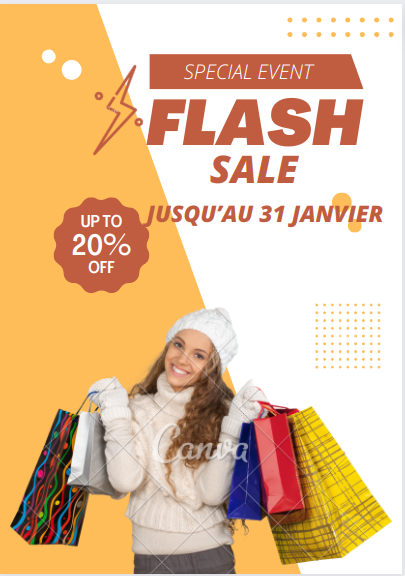 SPECIAL EVENT
FLASH
SALE
JUSQU'AU 31 JANVIER
UP TO
20%
OFF
Canva